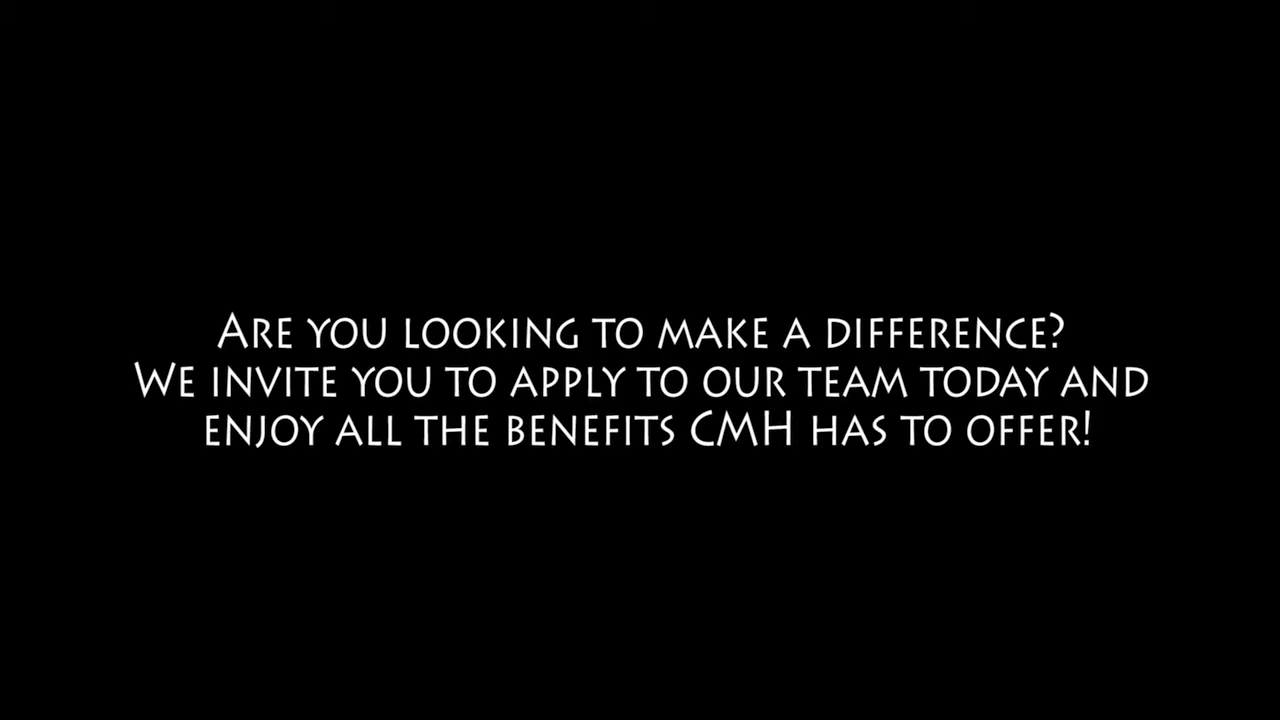 Are you looking to make a difference?
We invite you to apply to our team today and
enjoy all the benefits CMH has to offer!